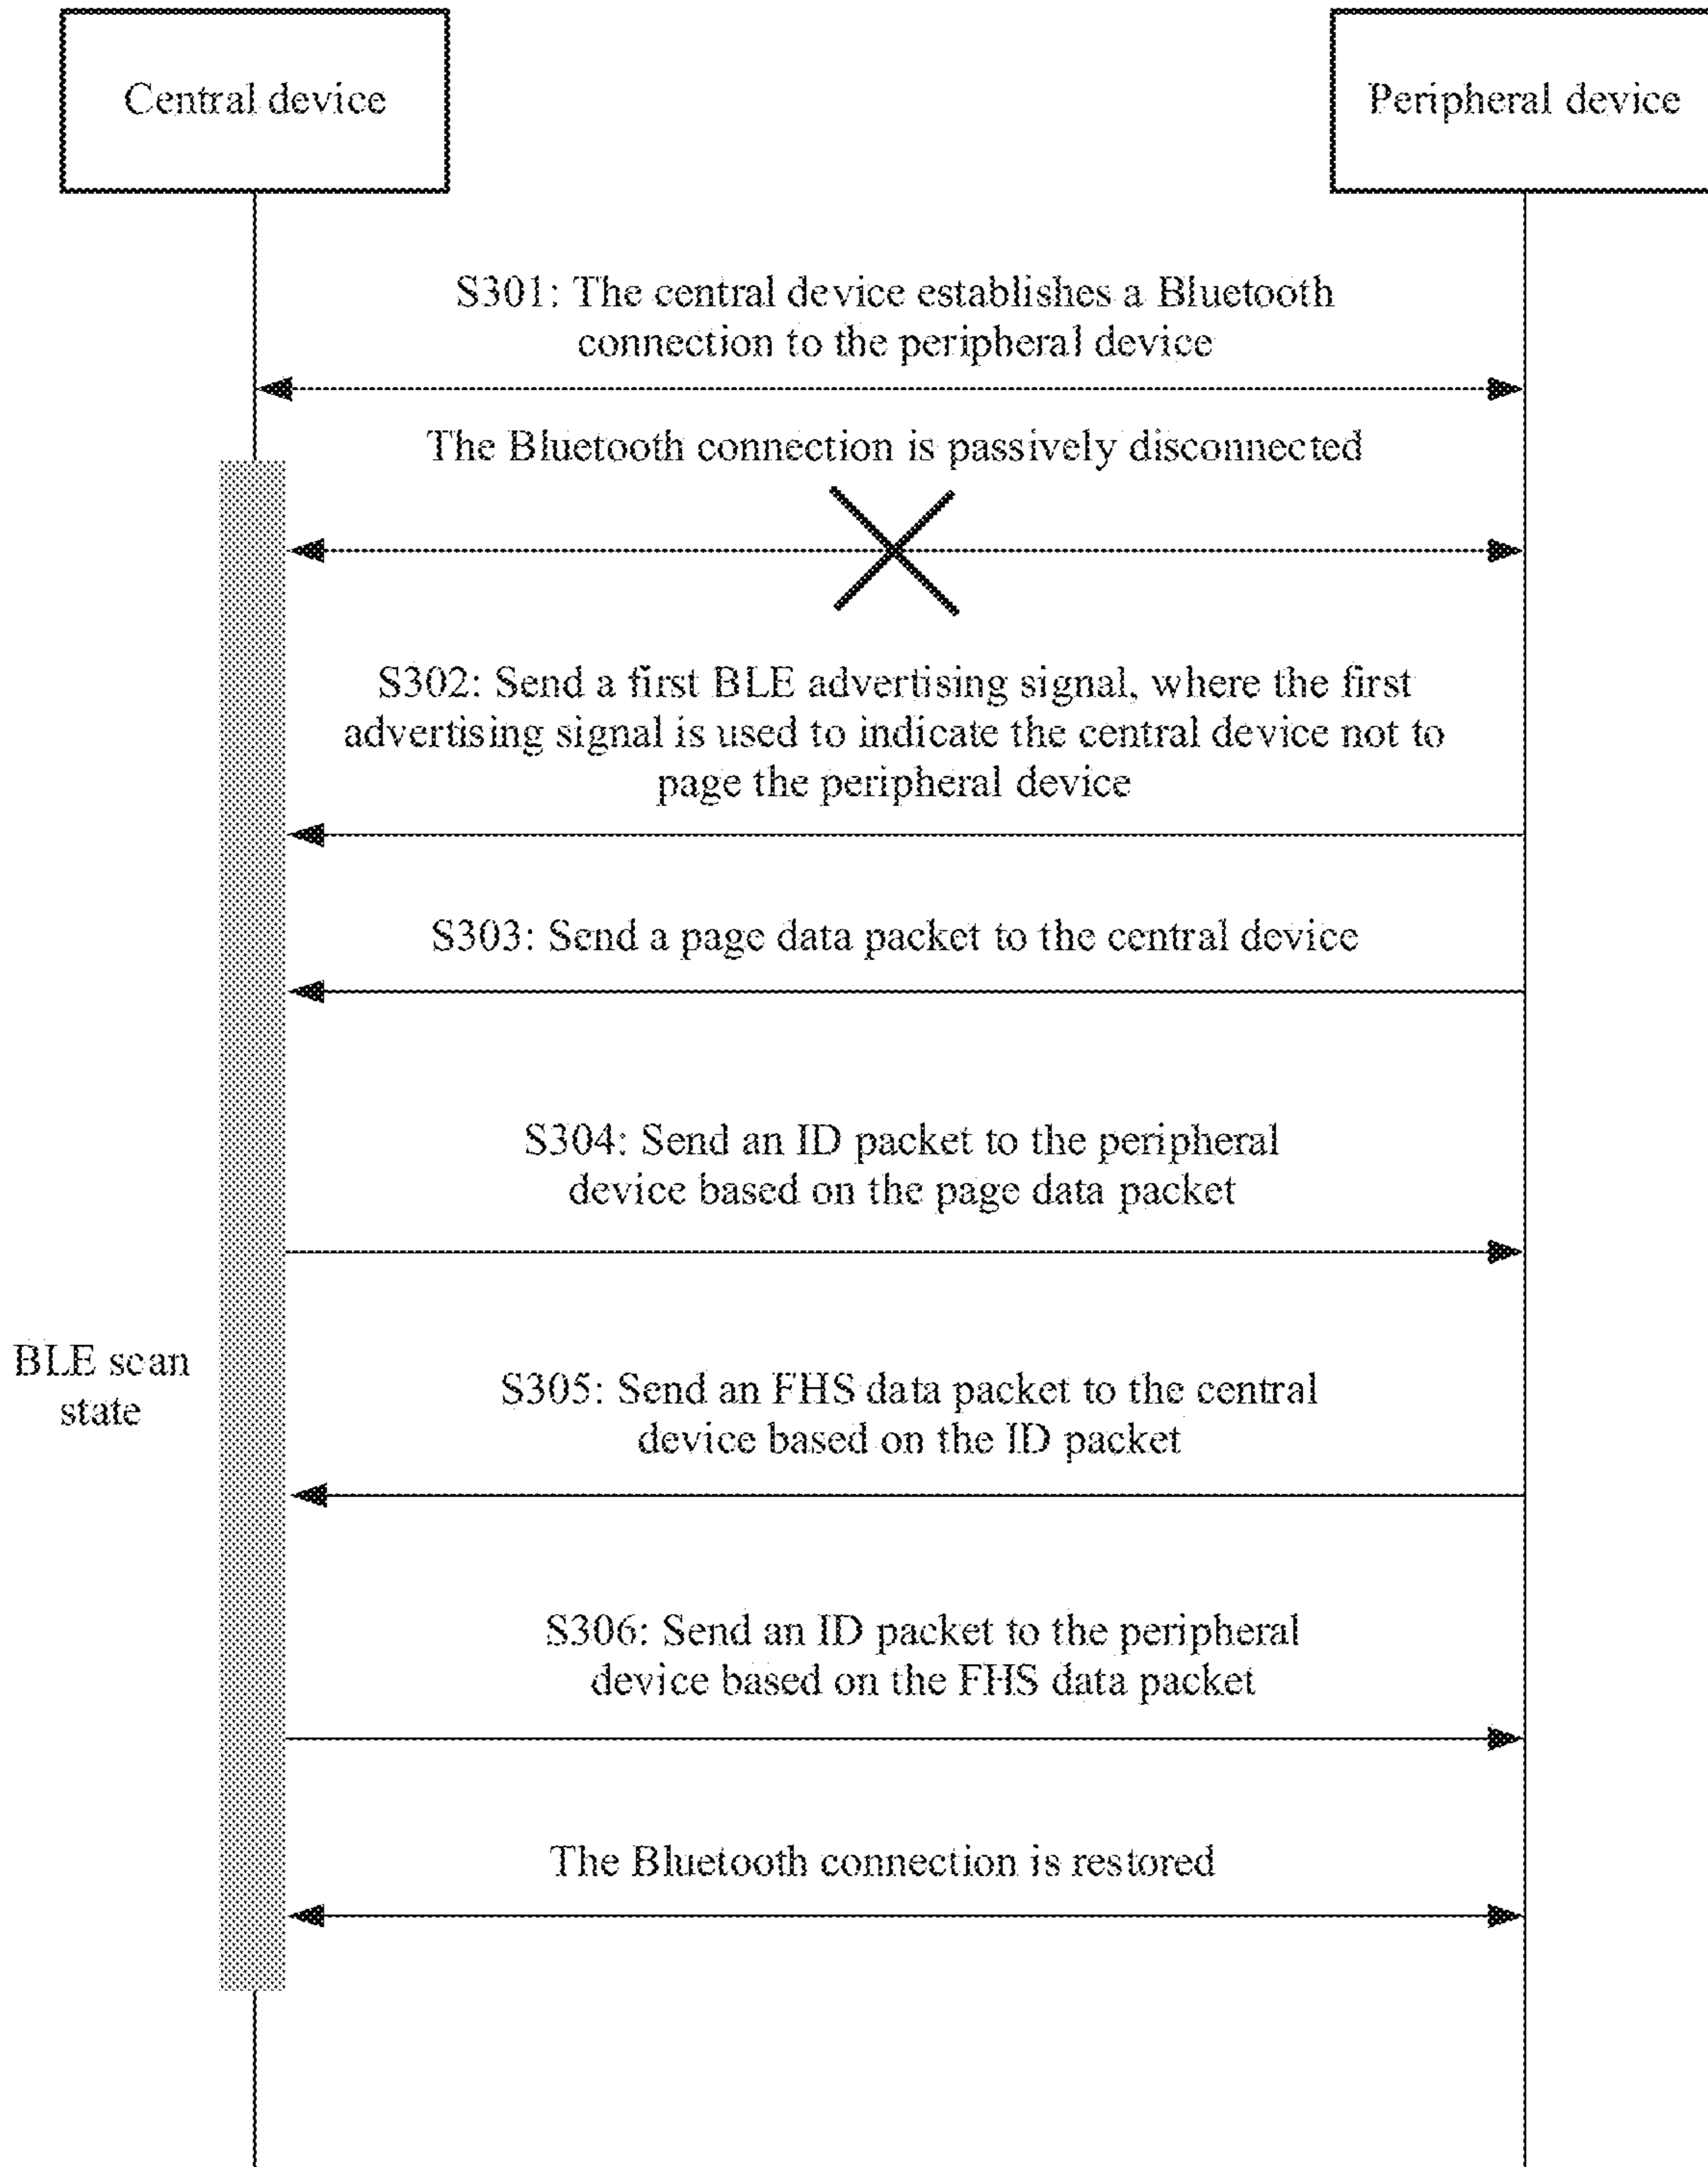 Central device
Peripheral device
S301: The central device establishes a Bluetooth
connection to the peripheral device
The Bluetooth connection is passively disconnected
S302: Send a first BLE advertising signal, where the first
advertising signal is used to indicate the central device not to
page the peripheral device
S303: Send a page data packet to the central device
S304: Send an ID packet to the peripheral
device based on the page data packet
BLE scan
state
S305: Send an FHS data packet to the central
device based on the ID packet
S306: Send an ID packet to the peripheral
device based on the FHS data packet
The Bluetooth connection is restored